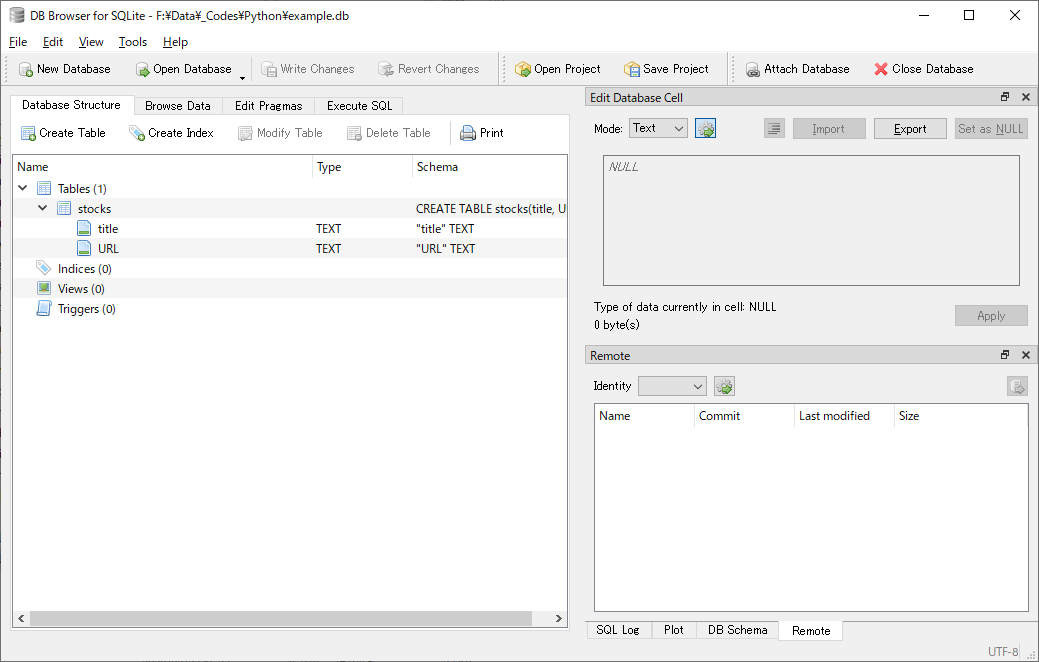 DB Browser for SQLite - F:¥Data¥_Codes¥Python¥example.db
File Edit View Tools Help
New Database Open Database Write Changes Revert Changes Open Project Save Project Attach Database Close Database
Database Structure Browse Data Edit Pragmas Execute SQL
Create Table Create Index Modify Table Delete Table Print
Name Type Schema
Tables (1)
stocks CREATE TABLE stocks(title, U
title TEXT "title" TEXT
URL TEXT "URL" TEXT
Indices (0)
Views (0)
Triggers (0)
Edit Database Cell
Mode: Text Import Export Set as NULL
NULL
Type of data currently in cell: NULL
0 byte(s)
Apply
Remote
Identity
Name Commit Last modified Size
SQL Log Plot DB Schema Remote
UTF-8